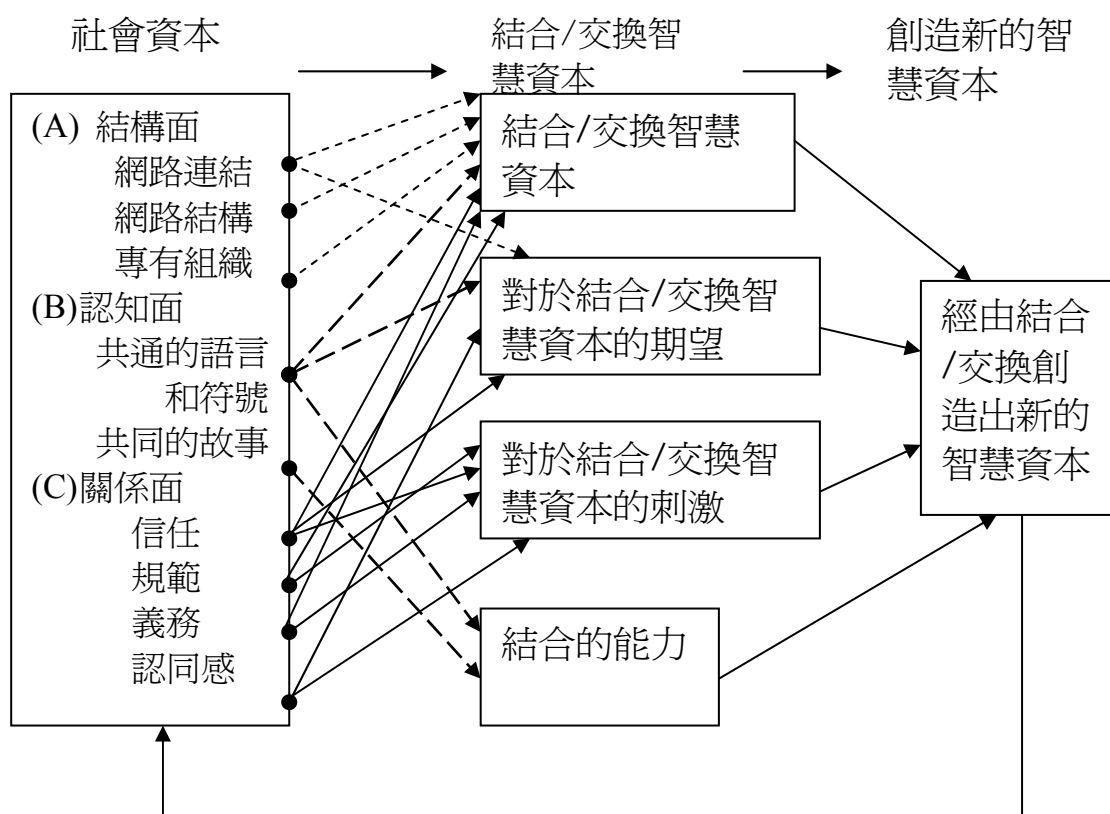 社會資本
結合/交換智
慧資本
創造新的智
慧資本
(A) 結構面
網路連結
網路結構
專有組織
(B)認知面
共通的語言
和符號
共同的故事
(C)關係面
信任
規範
義務
認同感
結合/交換智慧
資本
對於結合/交換智
慧資本的期望
對於結合/交換智
慧資本的刺激
結合的能力
經由結合
/交換創
造出新的
智慧資本